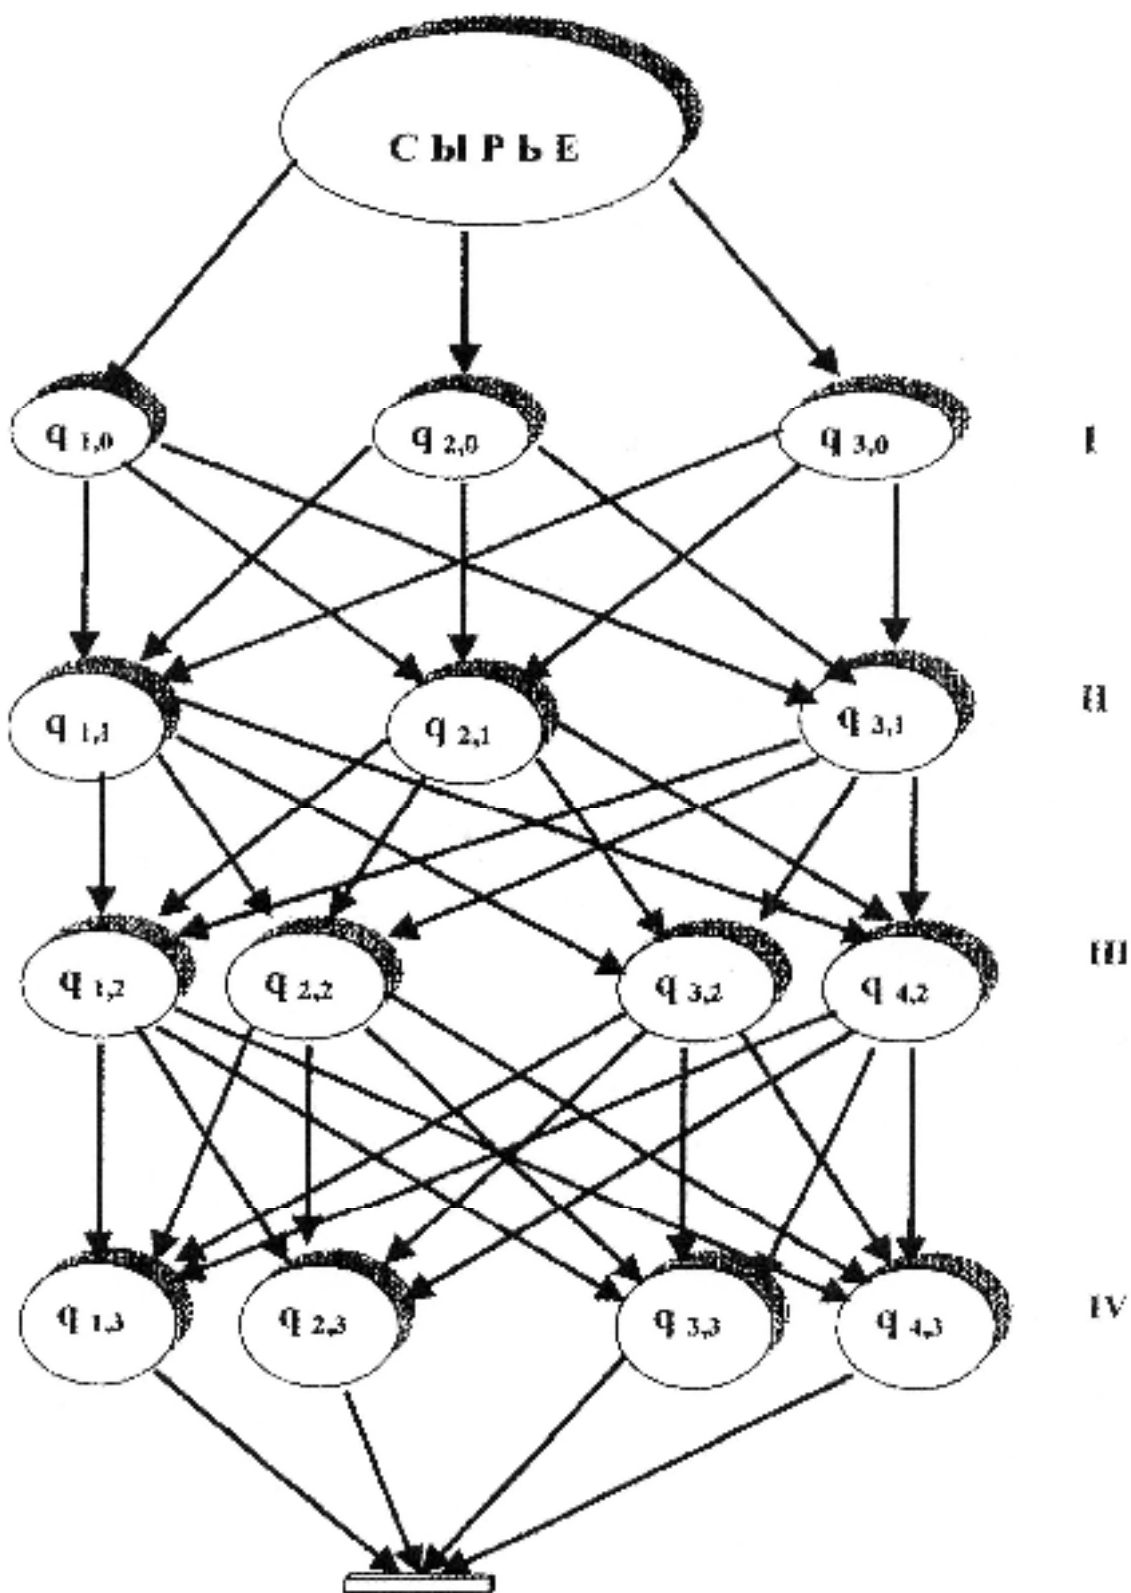 СЫРЬЕ
q 1,0 q 2,0 q 3,0 I
q 1,1 q 2,1 q 3,1 II
q 1,2 q 2,2 q 3,2 q 4,2 III
q 1,3 q 2,3 q 3,3 q 4,3 IV